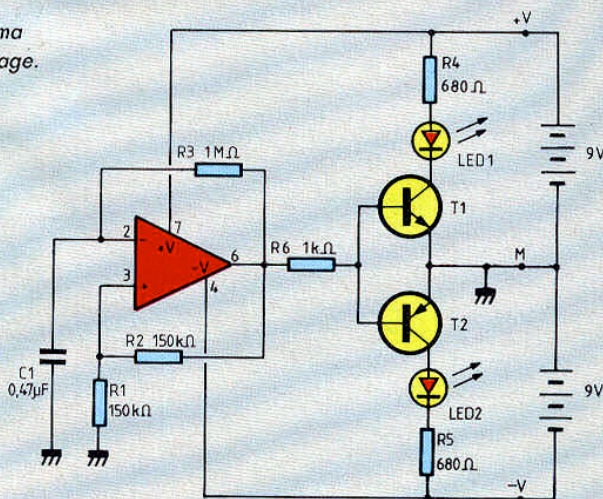 ma
age.
+V
R4
680Ω
LED1
9V
R3 1MΩ
T1
2
7
+V
-V
6
4
3
R6 1kΩ
M
T2
R2 150kΩ
C1
0,47µF
R1
150kΩ
LED2
9V
R5
680Ω
-V